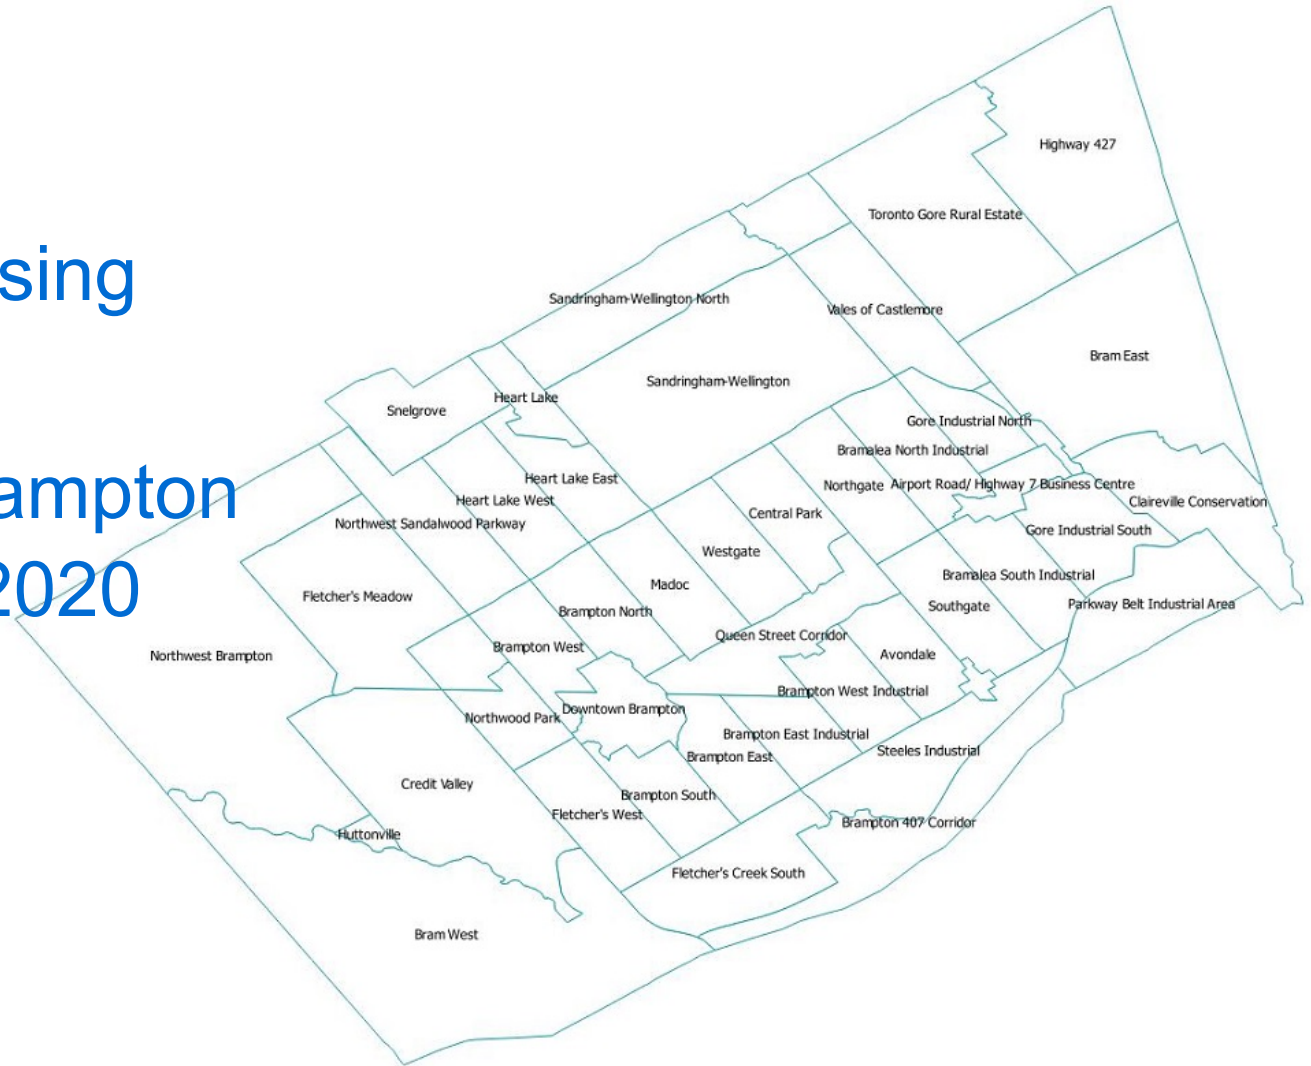 sing
ampton
2020
Highway 427
Toronto Gore Rural Estate
Sandringham-Wellington North
Vales of Castlemore
Bram East
Sandringham-Wellington
Heart Lake
Snelgrove
Gore Industrial North
Bramalea North Industrial
Heart Lake East
Northgate
Airport Road/ Highway 7 Business Centre
Heart Lake West
Claireville Conservation
Central Park
Northwest Sandalwood Parkway
Gore Industrial South
Westgate
Bramalea South Industrial
Madoc
Fletcher's Meadow
Southgate
Parkway Belt Industrial Area
Brampton North
Queen Street Corridor
Brampton West
Avondale
Northwest Brampton
Brampton West Industrial
Downtown Brampton
Northwood Park
Brampton East Industrial
Steeles Industrial
Brampton East
Credit Valley
Brampton South
Fletcher's West
Brampton 407 Corridor
Huttonville
Fletcher's Creek South
Bram West